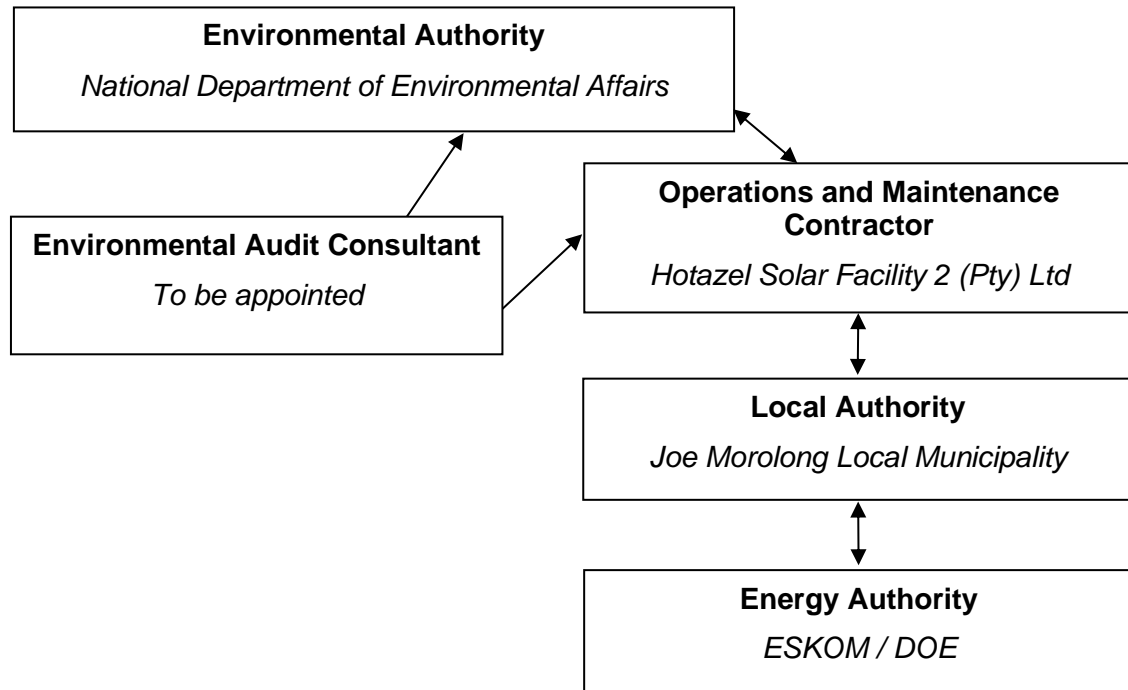 Environmental Authority
National Department of Environmental Affairs
Operations and Maintenance
Contractor
Hotazel Solar Facility 2 (Pty) Ltd
Environmental Audit Consultant
To be appointed
Local Authority
Joe Morolong Local Municipality
Energy Authority
ESKOM / DOE